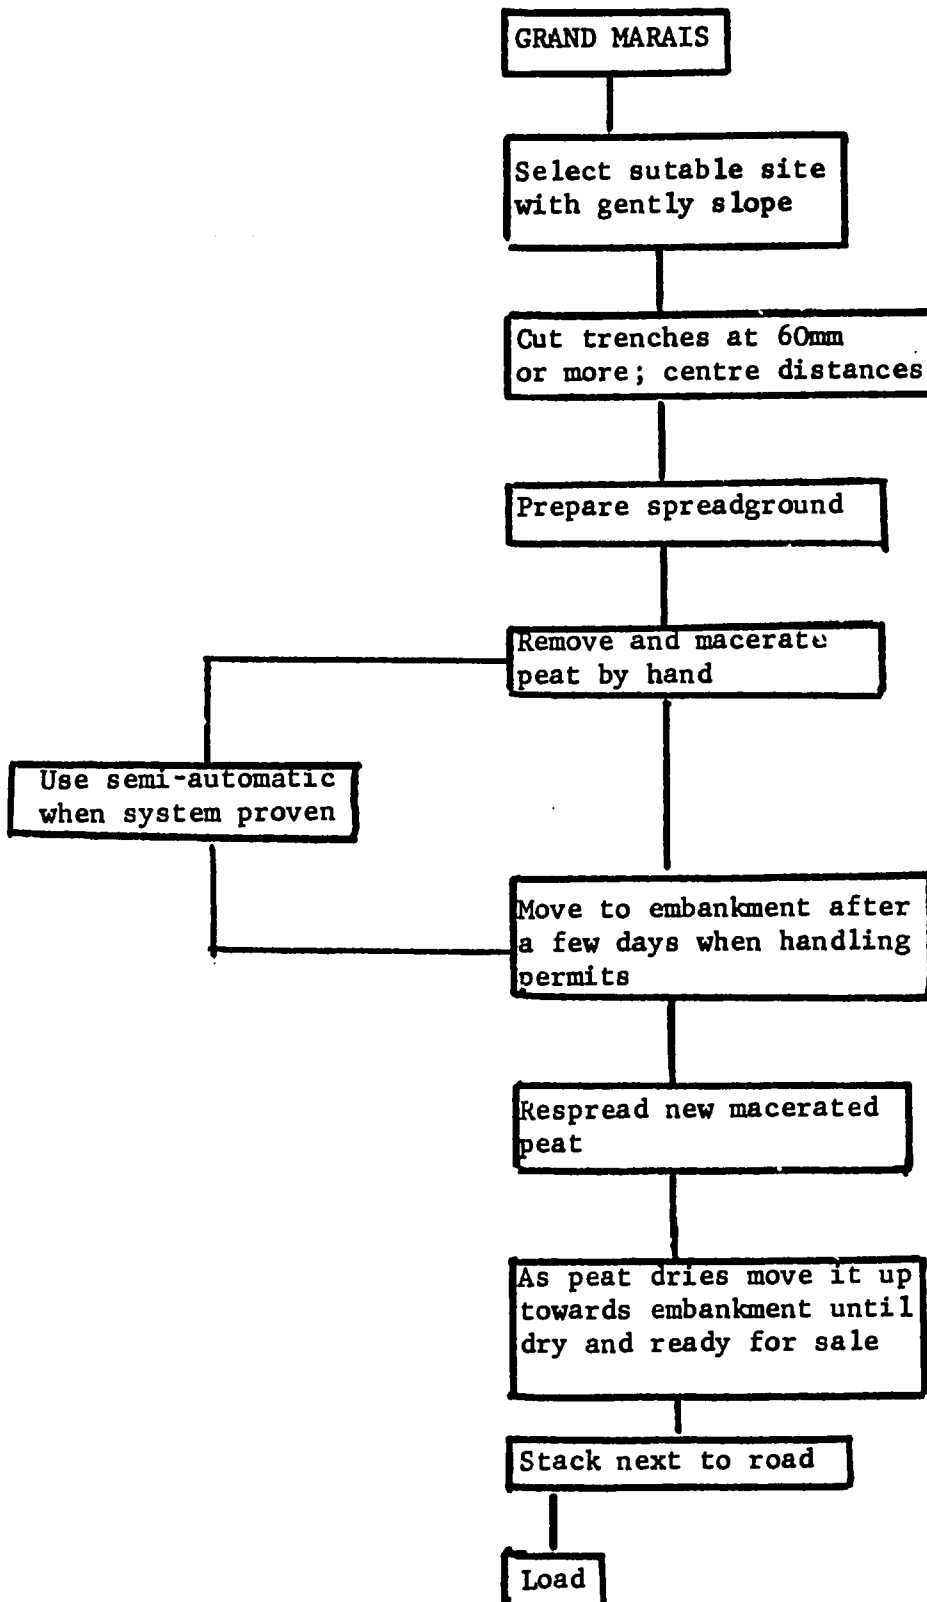 GRAND MARAIS
Select sutable site
with gently slope
Cut trenches at 60mm
or more; centre distances
Prepare spreadground
Remove and macerate
peat by hand
Use semi-automatic
when system proven
Move to embankment after
a few days when handling
permits
Respread new macerated
peat
As peat dries move it up
towards embankment until
dry and ready for sale
Stack next to road
Load